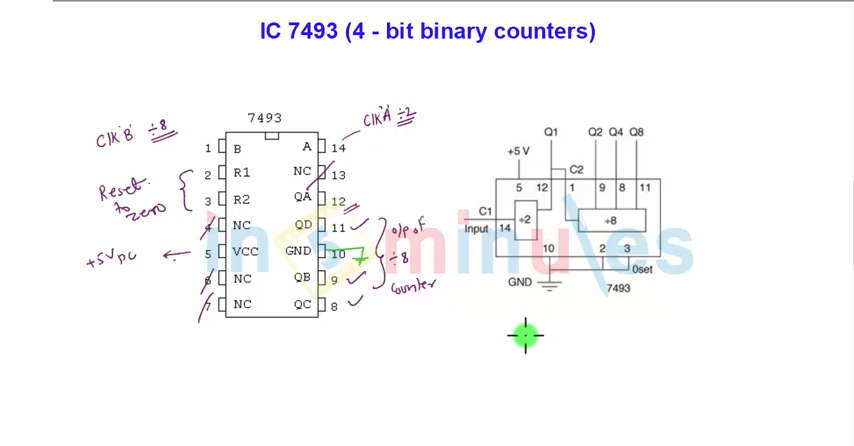 IC 7493 (4 - bit binary counters)
7493
Clk'B' ÷8
Clk'A' ÷2
1 B A 14
2 R1 NC 13
3 R2 QA 12
4 NC QD 11
5 VCC GND 10
6 NC QB 9
7 NC QC 8
Reset
to
zero
+5V DC
o/p of
÷8
counter
in 5 minutes
Q1 Q2 Q4 Q8
+5 V
C2
5 12 1 9 8 11
C1
Input 14
÷2
÷8
10 2 3
0set
GND
7493